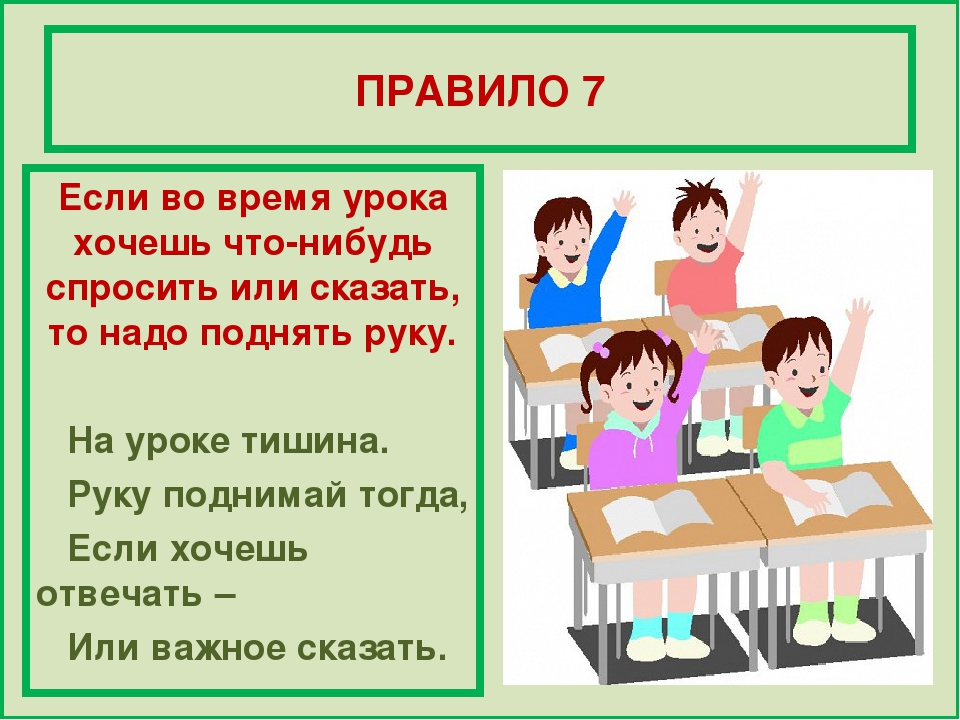 ПРАВИЛО 7
Если во время урока
хочешь что-нибудь
спросить или сказать,
то надо поднять руку.
На уроке тишина.
Руку поднимай тогда,
Если хочешь
отвечать –
Или важное сказать.